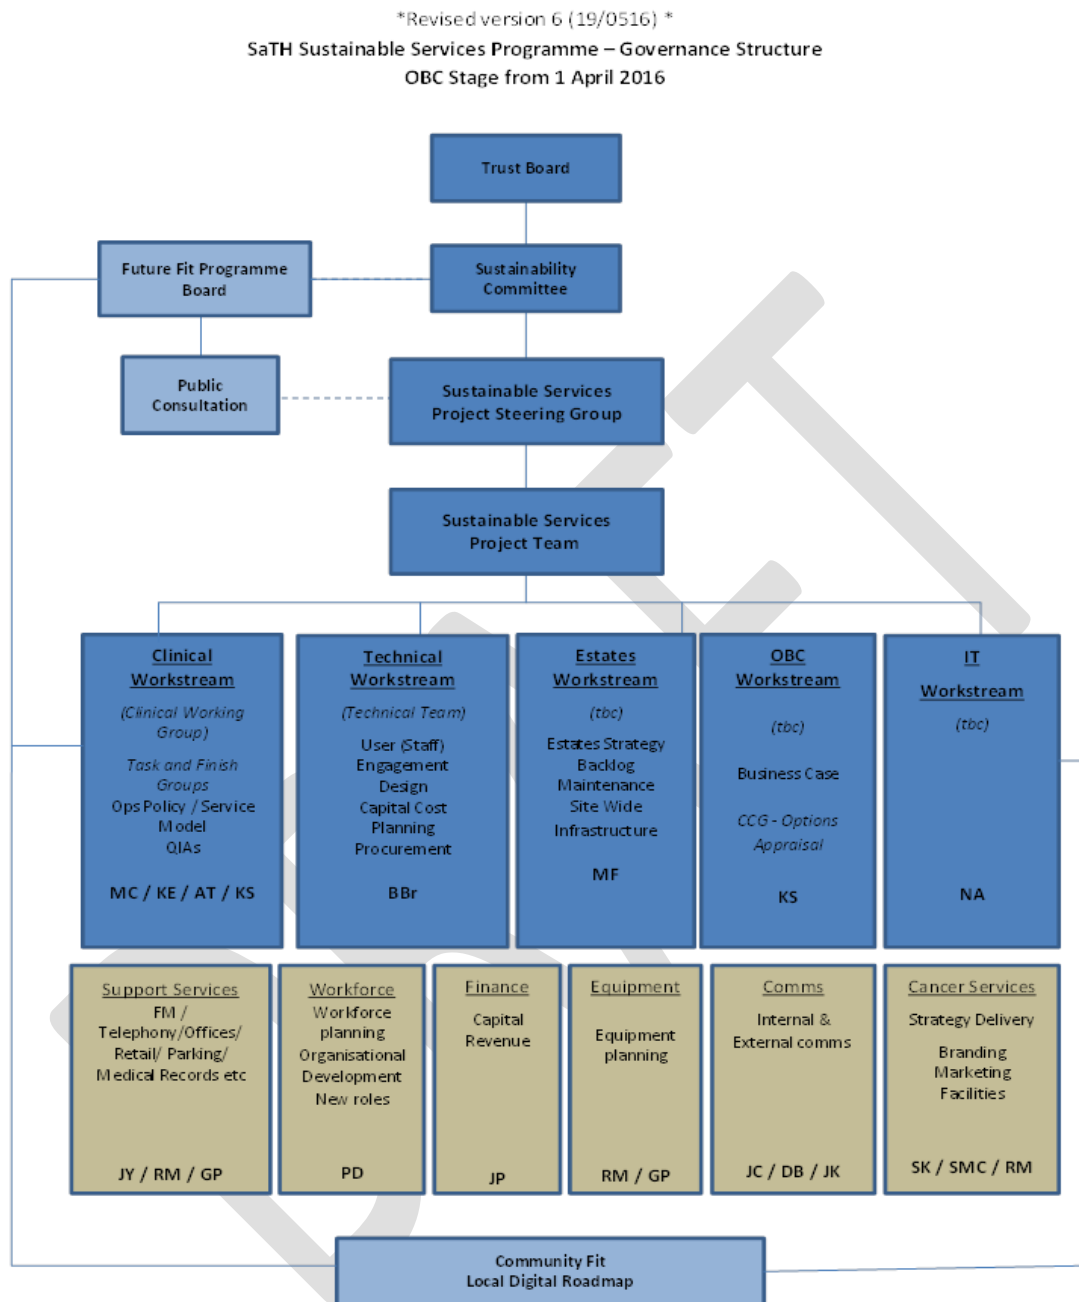 *Revised version 6 (19/0516) *
SaTH Sustainable Services Programme – Governance Structure
OBC Stage from 1 April 2016
Trust Board
Future Fit Programme
Board
Sustainability
Committee
Public
Consultation
Sustainable Services
Project Steering Group
Sustainable Services
Project Team
Clinical
Workstream
(Clinical Working
Group)
Task and Finish
Groups
Ops Policy / Service
Model
QIAs
MC / KE / AT / KS
Technical
Workstream
(Technical Team)
User (Staff)
Engagement
Design
Capital Cost
Planning
Procurement
BBr
Estates
Workstream
(tbc)
Estates Strategy
Backlog
Maintenance
Site Wide
Infrastructure
MF
OBC
Workstream
(tbc)
Business Case
CCG - Options
Appraisal
KS
IT
Workstream
(tbc)
NA
Support Services
FM /
Telephony/Offices/
Retail/ Parking/
Medical Records etc
JY / RM / GP
Workforce
Workforce
planning
Organisational
Development
New roles
PD
Finance
Capital
Revenue
JP
Equipment
Equipment
planning
RM / GP
Comms
Internal &
External comms
JC / DB / JK
Cancer Services
Strategy Delivery
Branding
Marketing
Facilities
SK / SMC / RM
Community Fit
Local Digital Roadmap
DRAFT